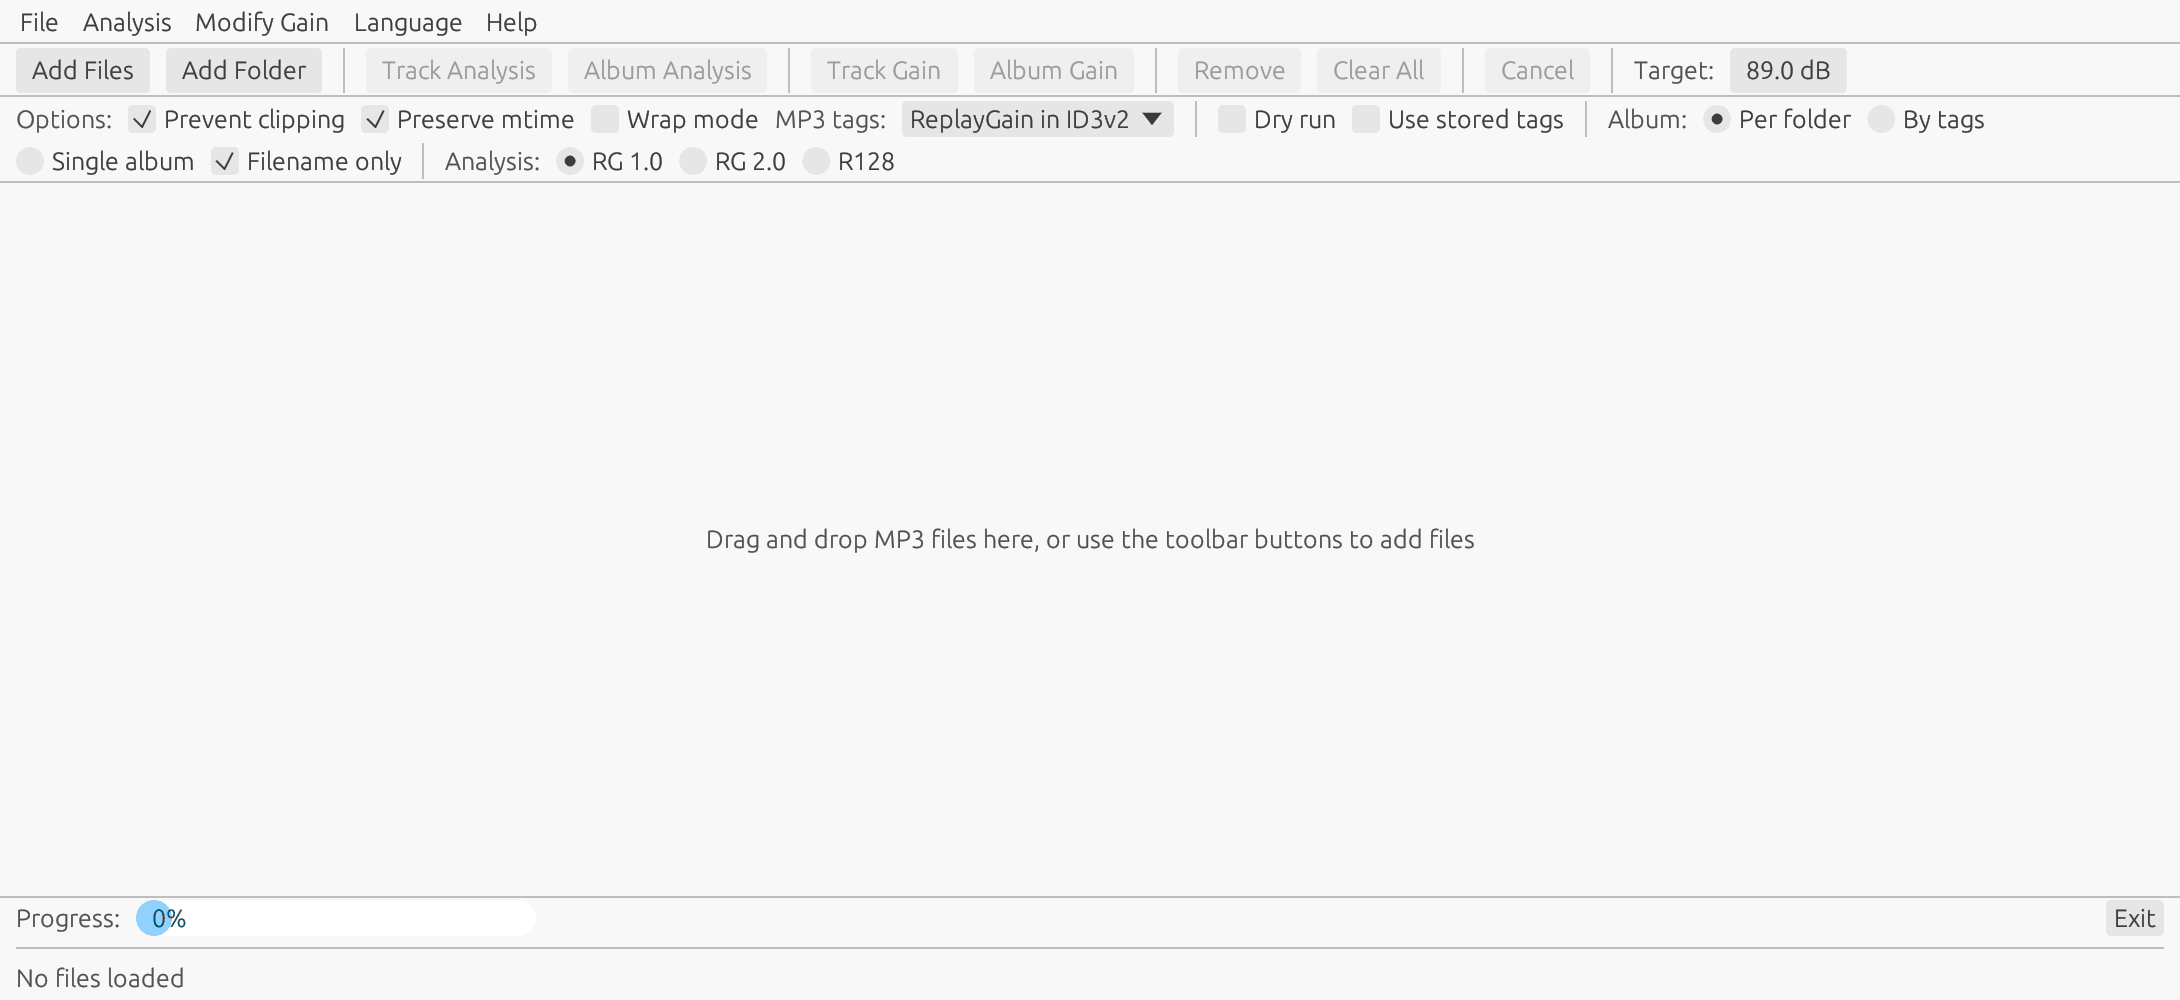 File Analysis Modify Gain Language Help
Add Files Add Folder Track Analysis Album Analysis Track Gain Album Gain Remove Clear All Cancel Target: 89.0 dB
Options: Prevent clipping Preserve mtime Wrap mode MP3 tags: ReplayGain in ID3v2 Dry run Use stored tags Album: Per folder By tags
Single album Filename only Analysis: RG 1.0 RG 2.0 R128
Drag and drop MP3 files here, or use the toolbar buttons to add files
Progress: 0% Exit
No files loaded